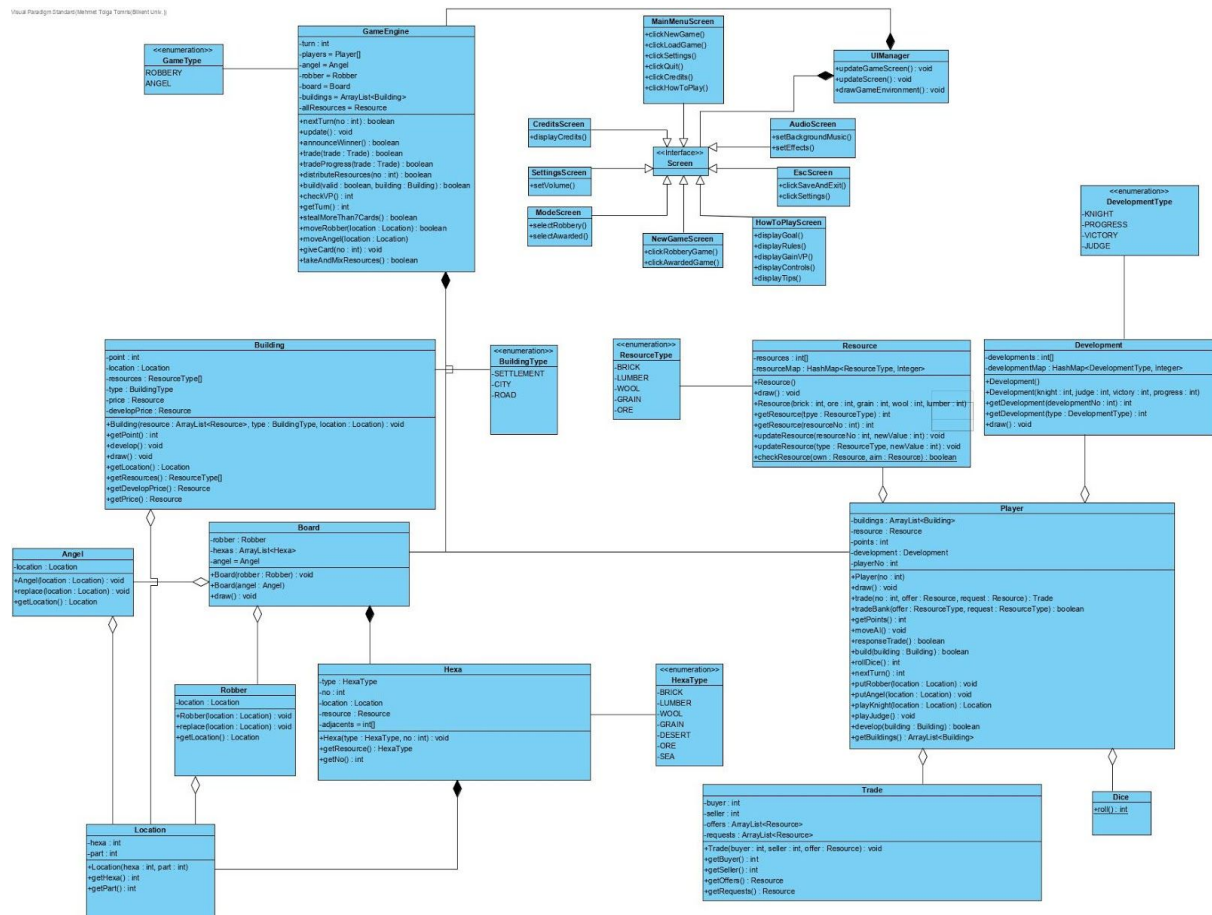 Visual Paradigm Standard(Mehmet Tolga Tomris(Bilkent Univ.))
GameEngine
-turn : int
-players = Player[]
-angel = Angel
-robber = Robber
-board = Board
-buildings = ArrayList<Building>
-allResources = Resource
+nextTurn(no : int) : boolean
+update() : void
+announceWinner() : boolean
+trade(trade : Trade) : boolean
+tradeProgress(trade : Trade) : boolean
+distributeResources(no : int) : boolean
+build(valid : boolean, building : Building) : boolean
+checkVP() : int
+getTurn() : int
+stealMoreThan7Cards() : boolean
+moveRobber(location : Location) : boolean
+moveAngel(location : Location)
+giveCard(no : int) : void
+takeAndMixResources() : boolean
<<enumeration>>
GameType
ROBBERY
ANGEL
MainMenuScreen
+clickNewGame()
+clickLoadGame()
+clickSettings()
+clickQuit()
+clickCredits()
+clickHowToPlay()
UIManager
+updateGameScreen() : void
+updateScreen() : void
+drawGameEnvironment() : void
CreditsScreen
+displayCredits()
AudioScreen
+setBackgroundMusic()
+setEffects()
<<Interface>>
Screen
SettingsScreen
+setVolume()
EscScreen
+clickSaveAndExit()
+clickSettings()
ModeScreen
+selectRobbery()
+selectAwarded()
NewGameScreen
+clickRobberyGame()
+clickAwardedGame()
HowToPlayScreen
+displayGoal()
+displayRules()
+displayGainVP()
+displayControls()
+displayTips()
<<enumeration>>
DevelopmentType
-KNIGHT
-PROGRESS
-VICTORY
-JUDGE
Building
-point : int
-location : Location
-resources : ResourceType[]
-type : BuildingType
-price : Resource
-developPrice : Resource
+Building(resource : ArrayList<Resource>, type : BuildingType, location : Location) : void
+getPoint() : int
+develop() : void
+draw() : void
+getLocation() : Location
+getResources() : ResourceType[]
+getDevelopPrice() : Resource
+getPrice() : Resource
<<enumeration>>
BuildingType
-SETTLEMENT
-CITY
-ROAD
<<enumeration>>
ResourceType
-BRICK
-LUMBER
-WOOL
-GRAIN
-ORE
Resource
-resources : int[]
-resourceMap : HashMap<ResourceType, Integer>
+Resource()
+draw() : void
+Resource(brick : int, ore : int, grain : int, wool : int, lumber : int)
+getResource(tpye : ResourceType) : int
+getResource(resourceNo : int) : int
+updateResource(resourceNo : int, newValue : int) : void
+updateResource(type : ResourceType, newValue : int) : void
+checkResource(own : Resource, aim : Resource) : boolean
Development
-developments : int[]
-developmentMap : HashMap<DevelopmentType, Integer>
+Development()
+Development(knight : int, judge : int, victory : int, progress : int)
+getDevelopment(developmentNo : int) : int
+getDevelopment(type : DevelopmentType) : int
+draw() : void
Board
-robber : Robber
-hexas : ArrayList<Hexa>
-angel = Angel
+Board(robber : Robber) : void
+Board(angel : Angel)
+draw() : void
Angel
-location : Location
+Angel(location : Location) : void
+replace(location : Location) : void
+getLocation() : Location
Player
-buildings : ArrayList<Building>
-resource : Resource
-points : int
-development : Development
-playerNo : int
+Player(no : int)
+draw() : void
+trade(no : int, offer : Resource, request : Resource) : Trade
+tradeBank(offer : ResourceType, request : ResourceType) : boolean
+getPoints() : int
+moveAI() : void
+responseTrade() : boolean
+build(building : Building) : boolean
+rollDice() : int
+nextTurn() : int
+putRobber(location : Location) : void
+putAngel(location : Location) : void
+playKnight(location : Location) : Location
+playJudge() : void
+develop(building : Building) : boolean
+getBuildings() : ArrayList<Building>
Robber
-location : Location
+Robber(location : Location) : void
+replace(location : Location) : void
+getLocation() : Location
Hexa
-type : HexaType
-no : int
-location : Location
-resource : Resource
-adjacents = int[]
+Hexa(type : HexaType, no : int) : void
+getResource() : HexaType
+getNo() : int
<<enumeration>>
HexaType
-BRICK
-LUMBER
-WOOL
-GRAIN
-DESERT
-ORE
-SEA
Location
-hexa : int
-part : int
+Location(hexa : int, part : int)
+getHexa() : int
+getPart() : int
Trade
-buyer : int
-seller : int
-offers : ArrayList<Resource>
-requests : ArrayList<Resource>
+Trade(buyer : int, seller : int, offer : Resource) : void
+getBuyer() : int
+getSeller() : int
+getOffers() : Resource
+getRequests() : Resource
Dice
+roll() : int